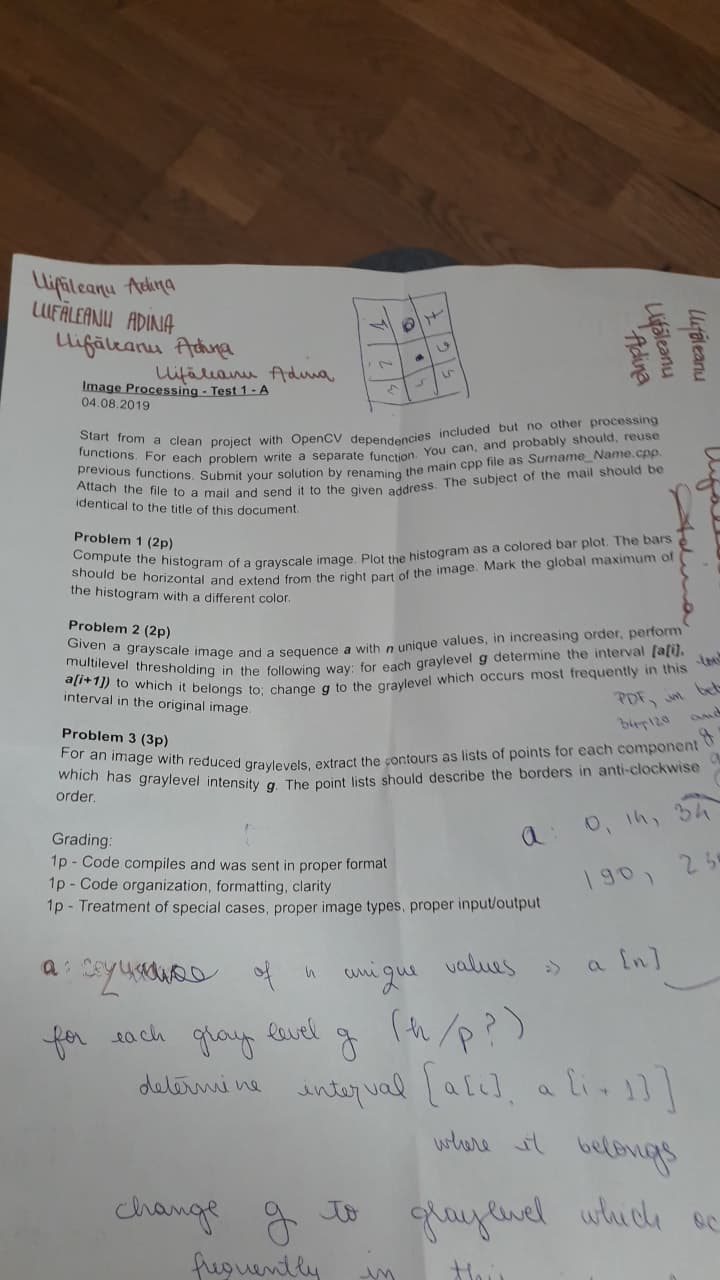 Ulifăleanu Adina
LUFĂLEANU ADINA
Ulifăleanu Adina
Ulifăleanu Adina
Ulifăleanu
Ulifăleanu
Adina
Image Processing - Test 1 - A
04.08.2019
Start from a clean project with OpenCV dependencies included but no other processing
functions. For each problem write a separate function. You can, and probably should, reuse
previous functions. Submit your solution by renaming the main cpp file as Surname_Name.cpp.
Attach the file to a mail and send it to the given address. The subject of the mail should be
identical to the title of this document.
Problem 1 (2p)
Compute the histogram of a grayscale image. Plot the histogram as a colored bar plot. The bars
should be horizontal and extend from the right part of the image. Mark the global maximum of
the histogram with a different color.
Adina
Problem 2 (2p)
Given a grayscale image and a sequence a with n unique values, in increasing order, perform
multilevel thresholding in the following way: for each graylevel g determine the interval [a[i],
a[i+1]) to which it belongs to; change g to the graylevel which occurs most frequently in this
interval in the original image.
PDF, in bet
34-120 and
Problem 3 (3p)
For an image with reduced graylevels, extract the contours as lists of points for each component
which has graylevel intensity g. The point lists should describe the borders in anti-clockwise
order.
a: 0, 14, 34
190, 23
Grading:
1p - Code compiles and was sent in proper format
1p - Code organization, formatting, clarity
1p - Treatment of special cases, proper image types, proper input/output
a: of n unique values => a [n]
for each gray level g (h/p?)
determine interval [a[i], a[i+1]]
where it belongs
change g to graylevel which oc
frequently in this